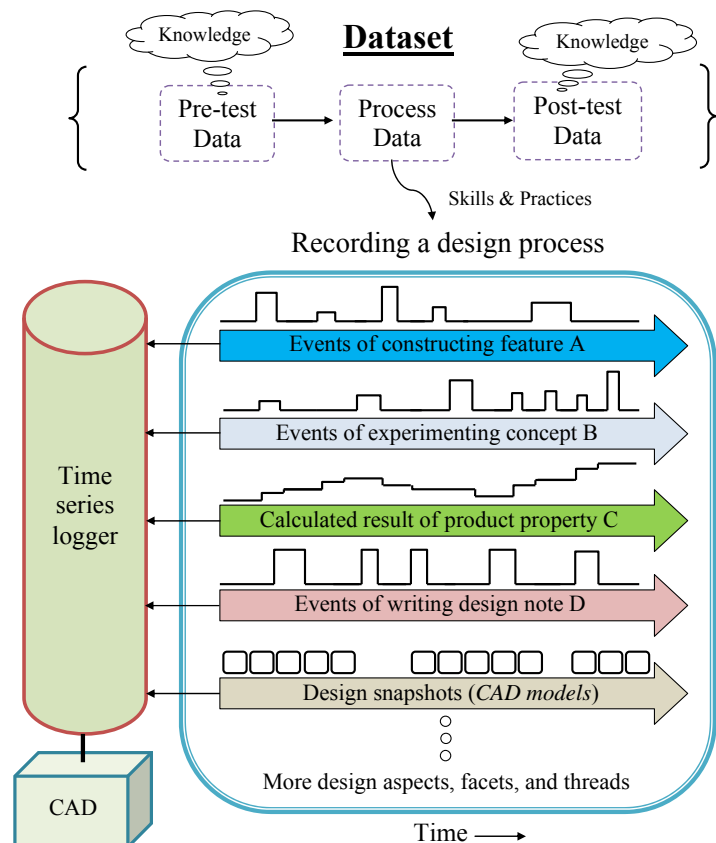 Knowledge
Dataset
Knowledge
Pre-test
Data
Process
Data
Post-test
Data
Skills & Practices
Recording a design process
Events of constructing feature A
Events of experimenting concept B
Time
series
logger
Calculated result of product property C
Events of writing design note D
Design snapshots (CAD models)
More design aspects, facets, and threads
CAD
Time